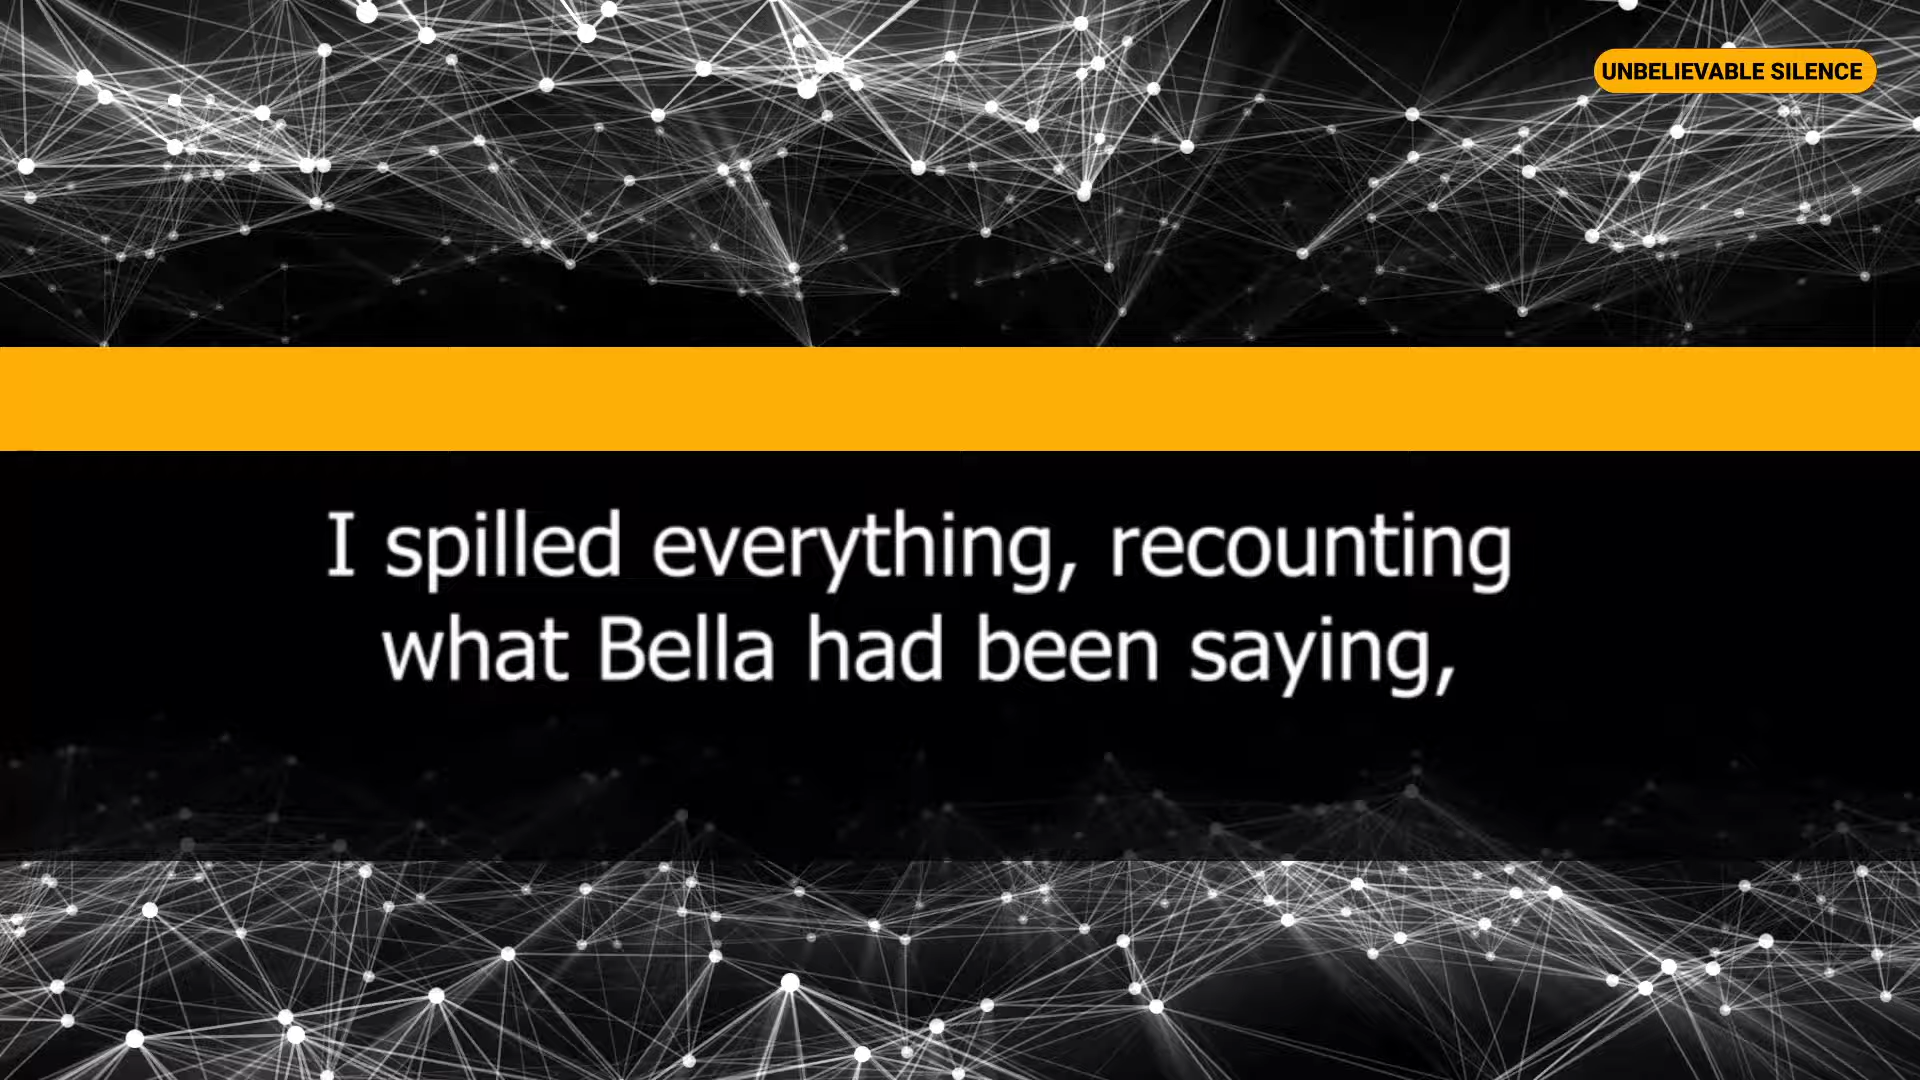 UNBELIEVABLE SILENCE
I spilled everything, recounting
what Bella had been saying,